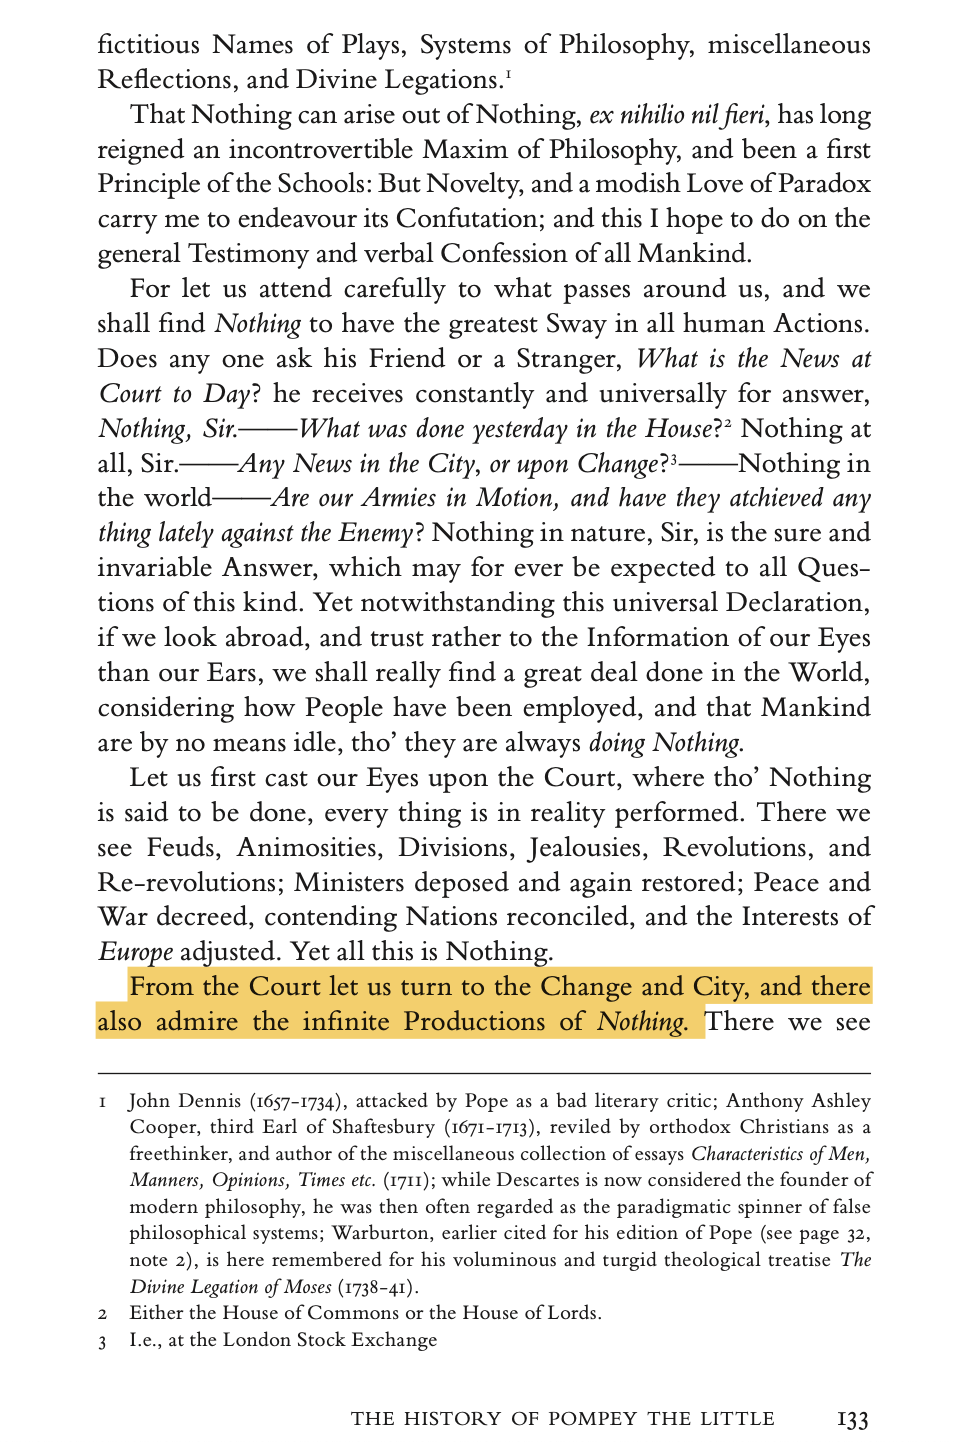 fictitious Names of Plays, Systems of Philosophy, miscellaneous
Reflections, and Divine Legations.¹
That Nothing can arise out of Nothing, ex nihilio nil fieri, has long
reigned an incontrovertible Maxim of Philosophy, and been a first
Principle of the Schools: But Novelty, and a modish Love of Paradox
carry me to endeavour its Confutation; and this I hope to do on the
general Testimony and verbal Confession of all Mankind.
For let us attend carefully to what passes around us, and we
shall find Nothing to have the greatest Sway in all human Actions.
Does any one ask his Friend or a Stranger, What is the News at
Court to Day? he receives constantly and universally for answer,
Nothing, Sir.——What was done yesterday in the House?² Nothing at
all, Sir.——Any News in the City, or upon Change?³——Nothing in
the world——Are our Armies in Motion, and have they atchieved any
thing lately against the Enemy? Nothing in nature, Sir, is the sure and
invariable Answer, which may for ever be expected to all Ques-
tions of this kind. Yet notwithstanding this universal Declaration,
if we look abroad, and trust rather to the Information of our Eyes
than our Ears, we shall really find a great deal done in the World,
considering how People have been employed, and that Mankind
are by no means idle, tho’ they are always doing Nothing.
Let us first cast our Eyes upon the Court, where tho’ Nothing
is said to be done, every thing is in reality performed. There we
see Feuds, Animosities, Divisions, Jealousies, Revolutions, and
Re-revolutions; Ministers deposed and again restored; Peace and
War decreed, contending Nations reconciled, and the Interests of
Europe adjusted. Yet all this is Nothing.
From the Court let us turn to the Change and City, and there
also admire the infinite Productions of Nothing. There we see
1 John Dennis (1657–1734), attacked by Pope as a bad literary critic; Anthony Ashley
Cooper, third Earl of Shaftesbury (1671–1713), reviled by orthodox Christians as a
freethinker, and author of the miscellaneous collection of essays Characteristics of Men,
Manners, Opinions, Times etc. (1711); while Descartes is now considered the founder of
modern philosophy, he was then often regarded as the paradigmatic spinner of false
philosophical systems; Warburton, earlier cited for his edition of Pope (see page 32,
note 2), is here remembered for his voluminous and turgid theological treatise The
Divine Legation of Moses (1738–41).
2 Either the House of Commons or the House of Lords.
3 I.e., at the London Stock Exchange
THE HISTORY OF POMPEY THE LITTLE 133